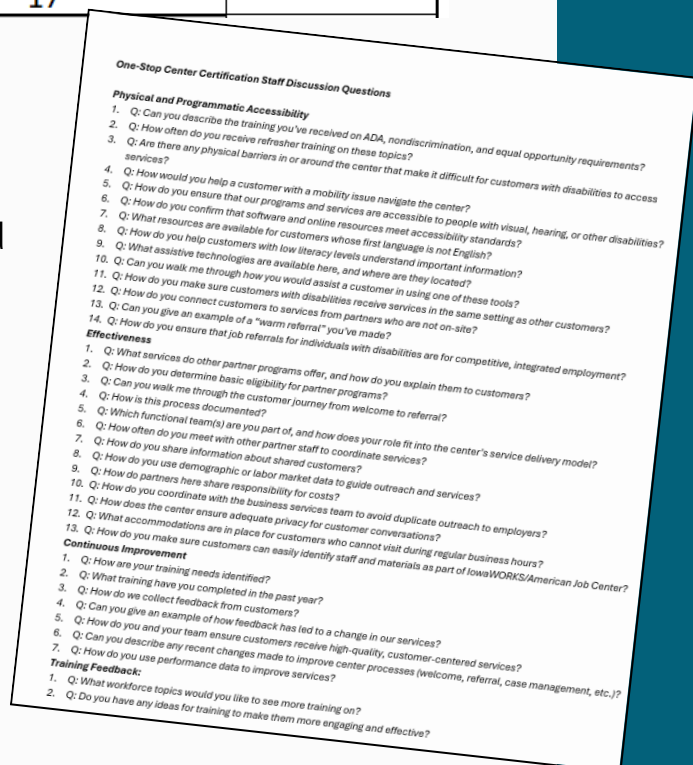 17
One-Stop Center Certification Staff Discussion Questions
Physical and Programmatic Accessibility
1. Q: Can you describe the training you've received on ADA, nondiscrimination, and equal opportunity requirements?
2. Q: How often do you receive refresher training on these topics?
3. Q: Are there any physical barriers in or around the center that make it difficult for customers with disabilities to access
services?
4. Q: How would you help a customer with a mobility issue navigate the center?
5. Q: How do you ensure that our programs and services are accessible to people with visual, hearing, or other disabilities?
6. Q: How do you confirm that software and online resources meet accessibility standards?
7. Q: What resources are available for customers whose first language is not English?
8. Q: How do you help customers with low literacy levels understand important information?
9. Q: What assistive technologies are available here, and where are they located?
10. Q: Can you walk me through how you would assist a customer in using one of these tools?
11. Q: How do you make sure customers with disabilities receive services in the same setting as other customers?
12. Q: How do you connect customers to services from partners who are not on-site?
13. Q: Can you give an example of a "warm referral" you've made?
14. Q: How do you ensure that job referrals for individuals with disabilities are for competitive, integrated employment?
Effectiveness
1. Q: What services do other partner programs offer, and how do you explain them to customers?
2. Q: How do you determine basic eligibility for partner programs?
3. Q: Can you walk me through the customer journey from welcome to referral?
4. Q: How is this process documented?
5. Q: Which functional team(s) are you part of, and how does your role fit into the center's service delivery model?
6. Q: How often do you meet with other partner staff to coordinate services?
7. Q: How do you share information about shared customers?
8. Q: How do you use demographic or labor market data to guide outreach and services?
9. Q: How do partners here share responsibility for costs?
10. Q: How do you coordinate with the business services team to avoid duplicate outreach to employers?
11. Q: How does the center ensure adequate privacy for customer conversations?
12. Q: What accommodations are in place for customers who cannot visit during regular business hours?
13. Q: How do you make sure customers can easily identify staff and materials as part of IowaWORKS/American Job Center?
Continuous Improvement
1. Q: How are your training needs identified?
2. Q: What training have you completed in the past year?
3. Q: How do we collect feedback from customers?
4. Q: Can you give an example of how feedback has led to a change in our services?
5. Q: How do you and your team ensure customers receive high-quality, customer-centered services?
6. Q: Can you describe any recent changes made to improve center processes (welcome, referral, case management, etc.)?
7. Q: How do you use performance data to improve services?
Training Feedback:
1. Q: What workforce topics would you like to see more training on?
2. Q: Do you have any ideas for training to make them more engaging and effective?